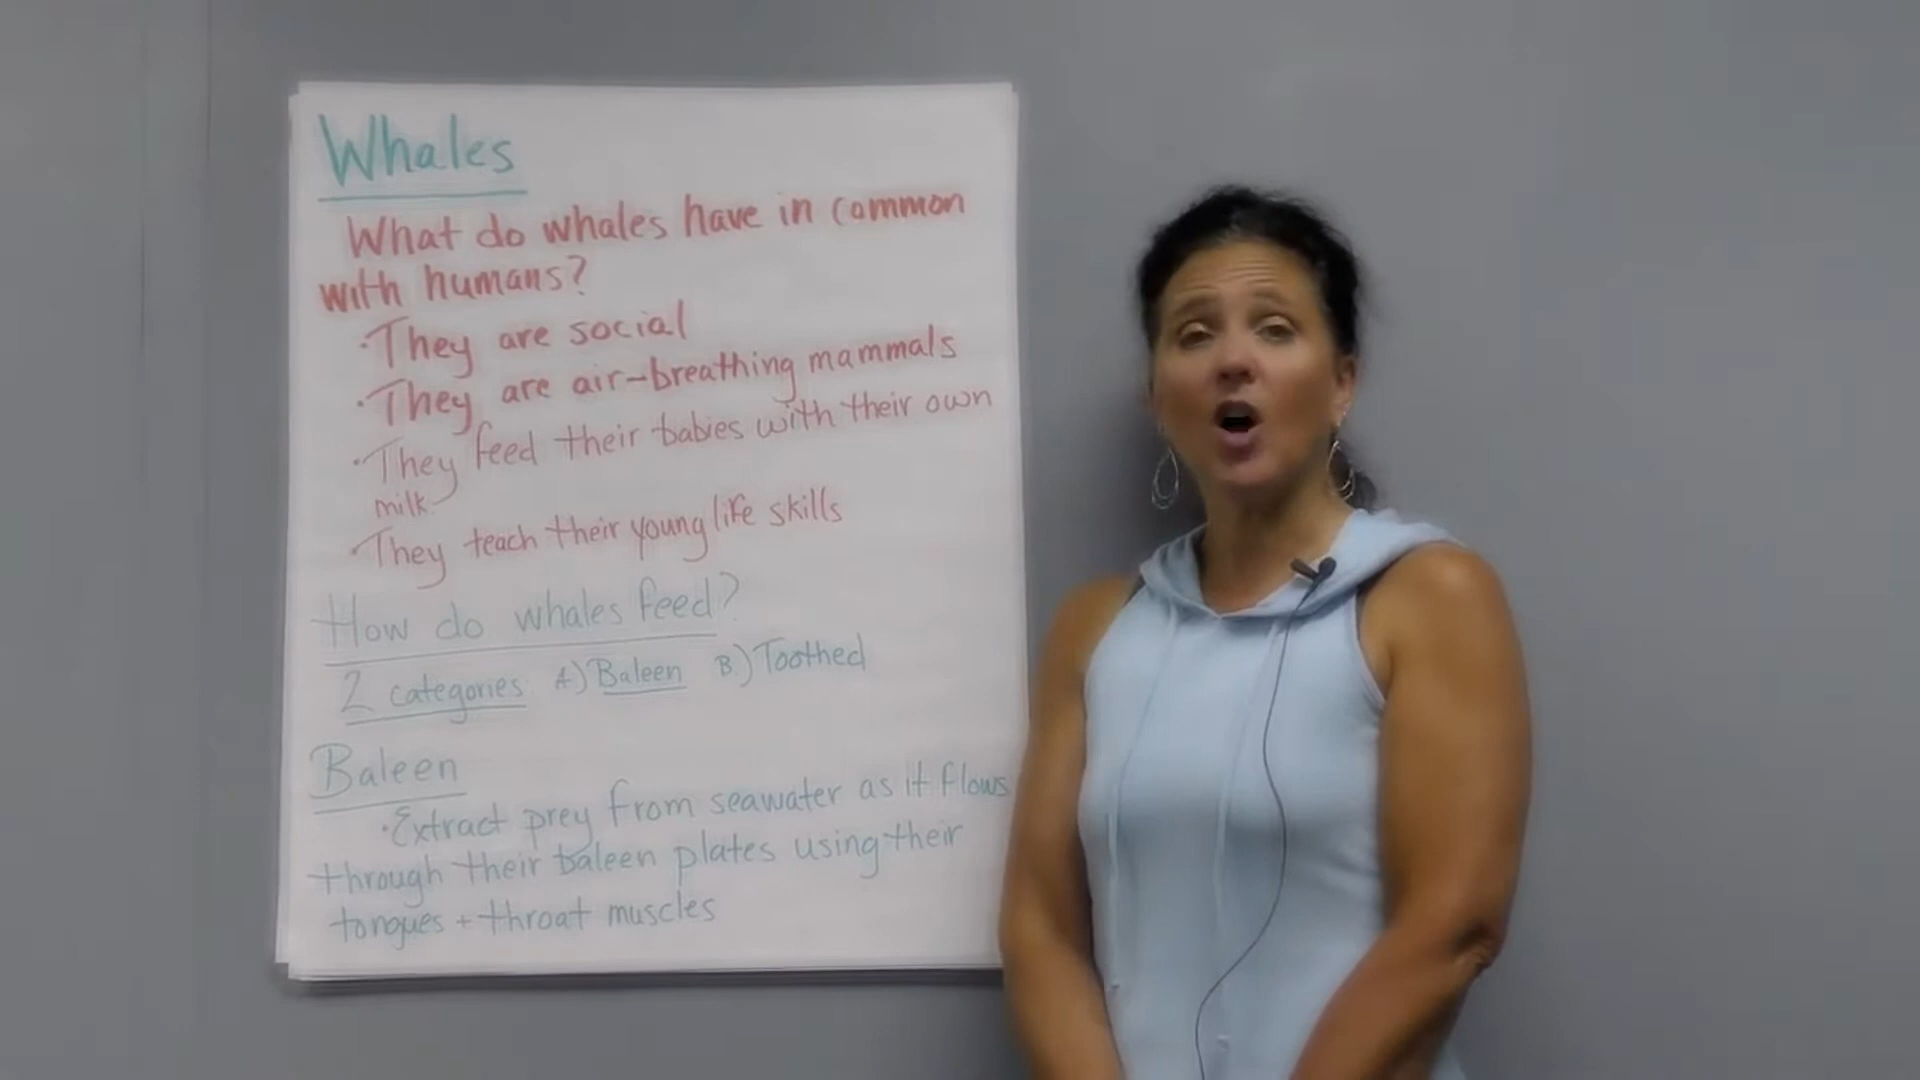 Whales
What do whales have in common
with humans?
·They are social
·They are air-breathing mammals
·They feed their babies with their own
milk.
·They teach their young life skills
How do whales feed?
2 categories: A.) Baleen B.) Toothed
Baleen
·Extract prey from seawater as it flows
through their baleen plates using their
tongues + throat muscles